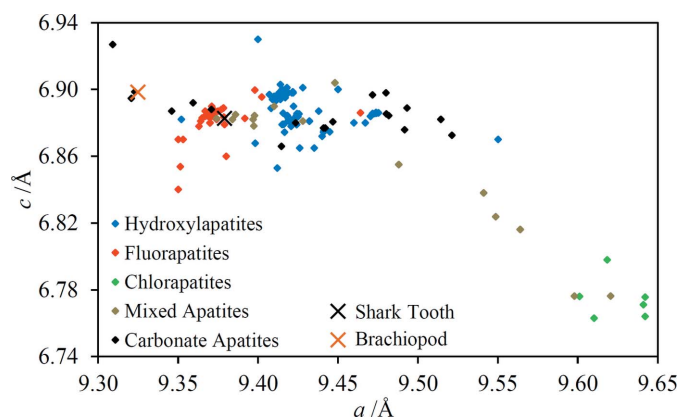 6.94
6.90
c /Å
6.86
6.82
Hydroxylapatites
Fluorapatites
6.78
Chlorapatites
Mixed Apatites
Shark Tooth
Carbonate Apatites
Brachiopod
6.74
9.30
9.35
9.40
9.45
9.50
9.55
9.60
9.65
a /Å